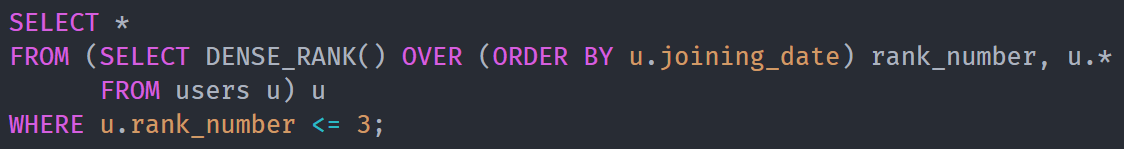 SELECT *
FROM (SELECT DENSE_RANK() OVER (ORDER BY u.joining_date) rank_number, u.*
      FROM users u) u
WHERE u.rank_number <= 3;